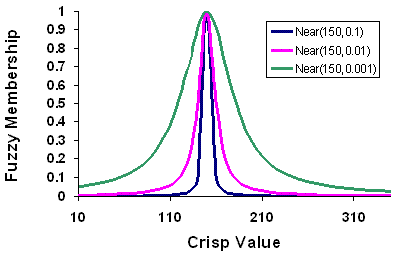 Fuzzy Membership
1
0.9
0.8
0.7
0.6
0.5
0.4
0.3
0.2
0.1
0
Near(150,0.1)
Near(150,0.01)
Near(150,0.001)
10 110 210 310
Crisp Value